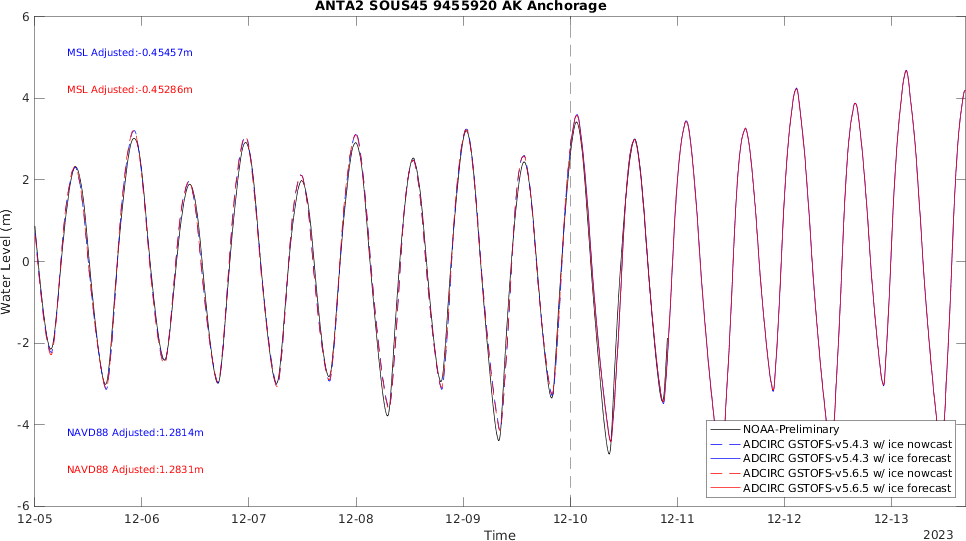 ANTA2 SOUS45 9455920 AK Anchorage
6
MSL Adjusted:-0.45457m
MSL Adjusted:-0.45286m
4
2
0
Water Level (m)
-2
-4
NAVD88 Adjusted:1.2814m
NAVD88 Adjusted:1.2831m
-6
NOAA-Preliminary
ADCIRC GSTOFS-v5.4.3 w/ ice nowcast
ADCIRC GSTOFS-v5.4.3 w/ ice forecast
ADCIRC GSTOFS-v5.6.5 w/ ice nowcast
ADCIRC GSTOFS-v5.6.5 w/ ice forecast
12-05 12-06 12-07 12-08 12-09 12-10 12-11 12-12 12-13
Time
2023